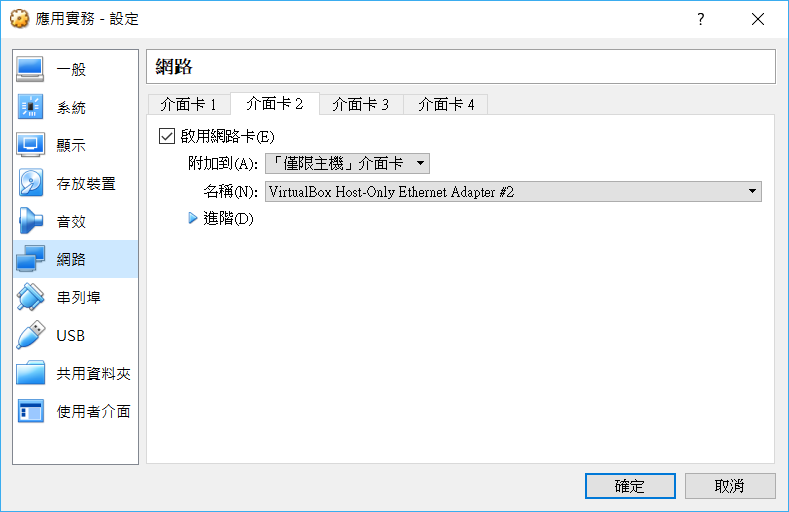 應用實務 - 設定
?
一般
系統
顯示
存放裝置
音效
網路
串列埠
USB
共用資料夾
使用者介面
網路
介面卡 1
介面卡 2
介面卡 3
介面卡 4
啟用網路卡(E)
附加到(A): 「僅限主機」介面卡
名稱(N): VirtualBox Host-Only Ethernet Adapter #2
進階(D)
確定
取消